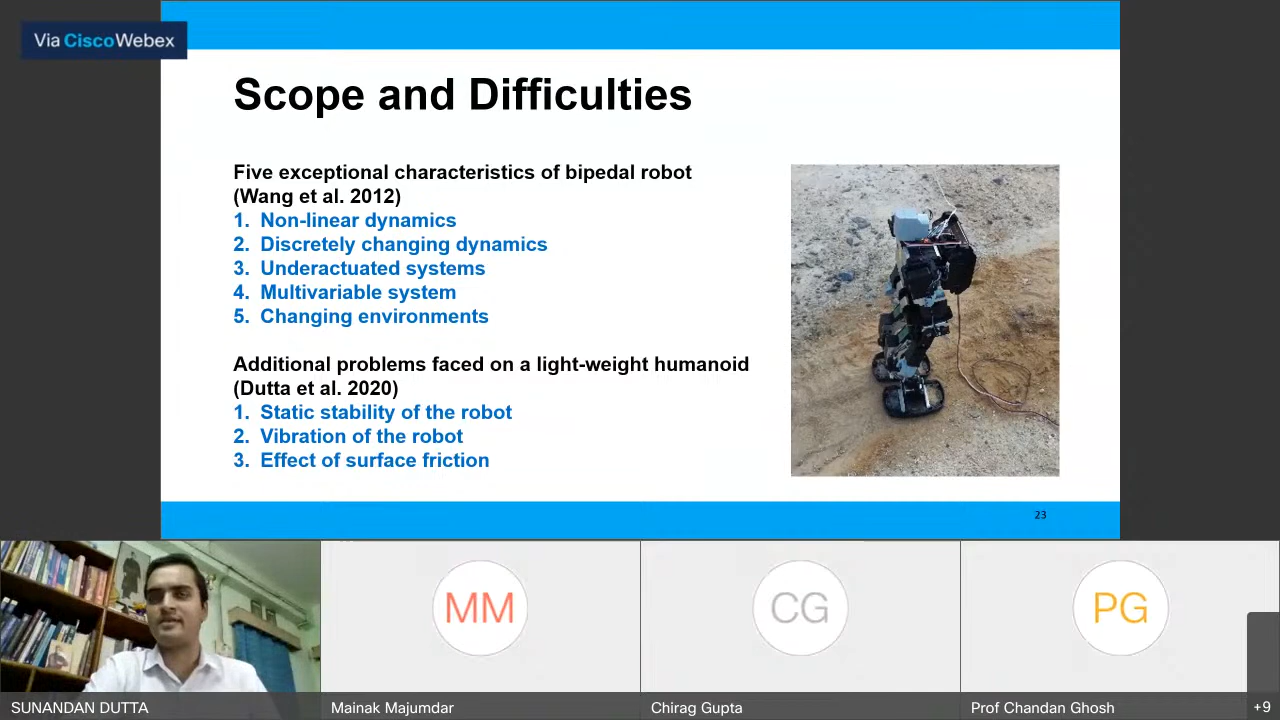 Via CiscoWebex
Scope and Difficulties
Five exceptional characteristics of bipedal robot
(Wang et al. 2012)
1. Non-linear dynamics
2. Discretely changing dynamics
3. Underactuated systems
4. Multivariable system
5. Changing environments
Additional problems faced on a light-weight humanoid
(Dutta et al. 2020)
1. Static stability of the robot
2. Vibration of the robot
3. Effect of surface friction
23
MM
CG
PG
SUNANDAN DUTTA
Mainak Majumdar
Chirag Gupta
Prof Chandan Ghosh
+9